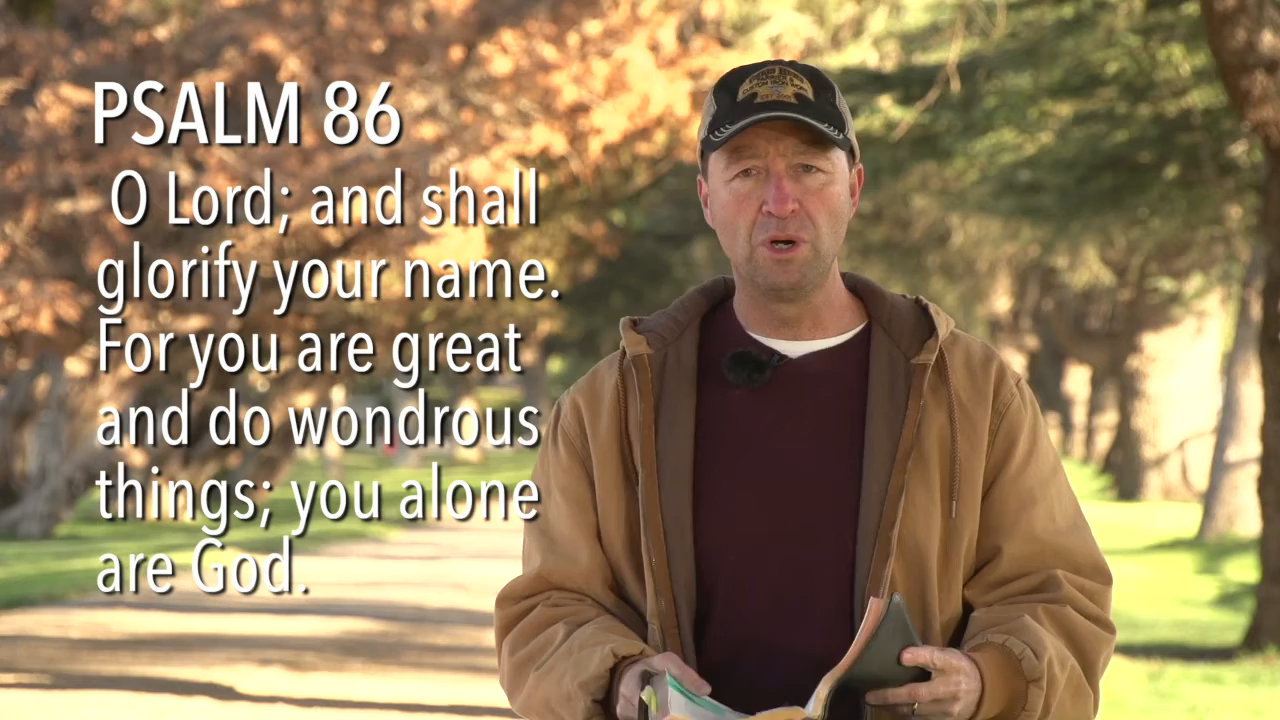 PSALM 86
O Lord; and shall
glorify your name.
For you are great
and do wondrous
things; you alone
are God.